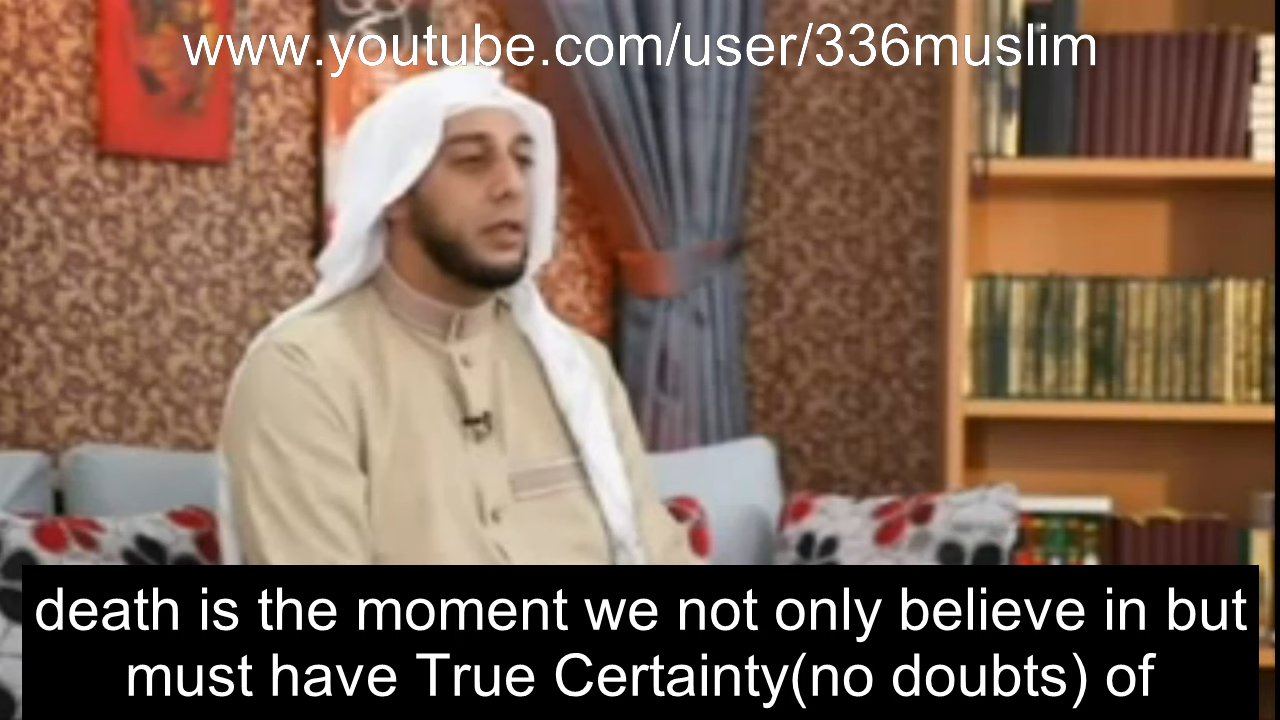 www.youtube.com/user/336muslim
death is the moment we not only believe in but
must have True Certainty(no doubts) of